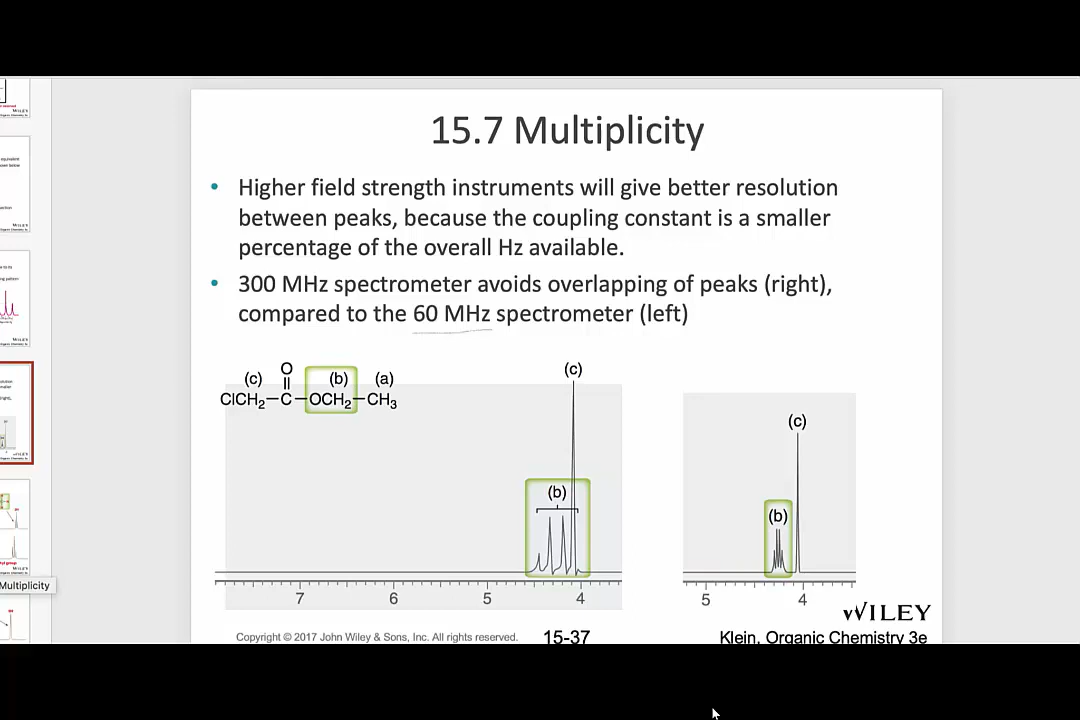 15.7 Multiplicity
• Higher field strength instruments will give better resolution
between peaks, because the coupling constant is a smaller
percentage of the overall Hz available.
• 300 MHz spectrometer avoids overlapping of peaks (right),
compared to the 60 MHz spectrometer (left)
O
(c) (b) (a)
ClCH₂—C—OCH₂—CH₃
(c)
(b)
7 6 5 4
(c)
(b)
5 4
Multiplicity
WILEY
Copyright © 2017 John Wiley & Sons, Inc. All rights reserved.
15-37
Klein, Organic Chemistry 3e